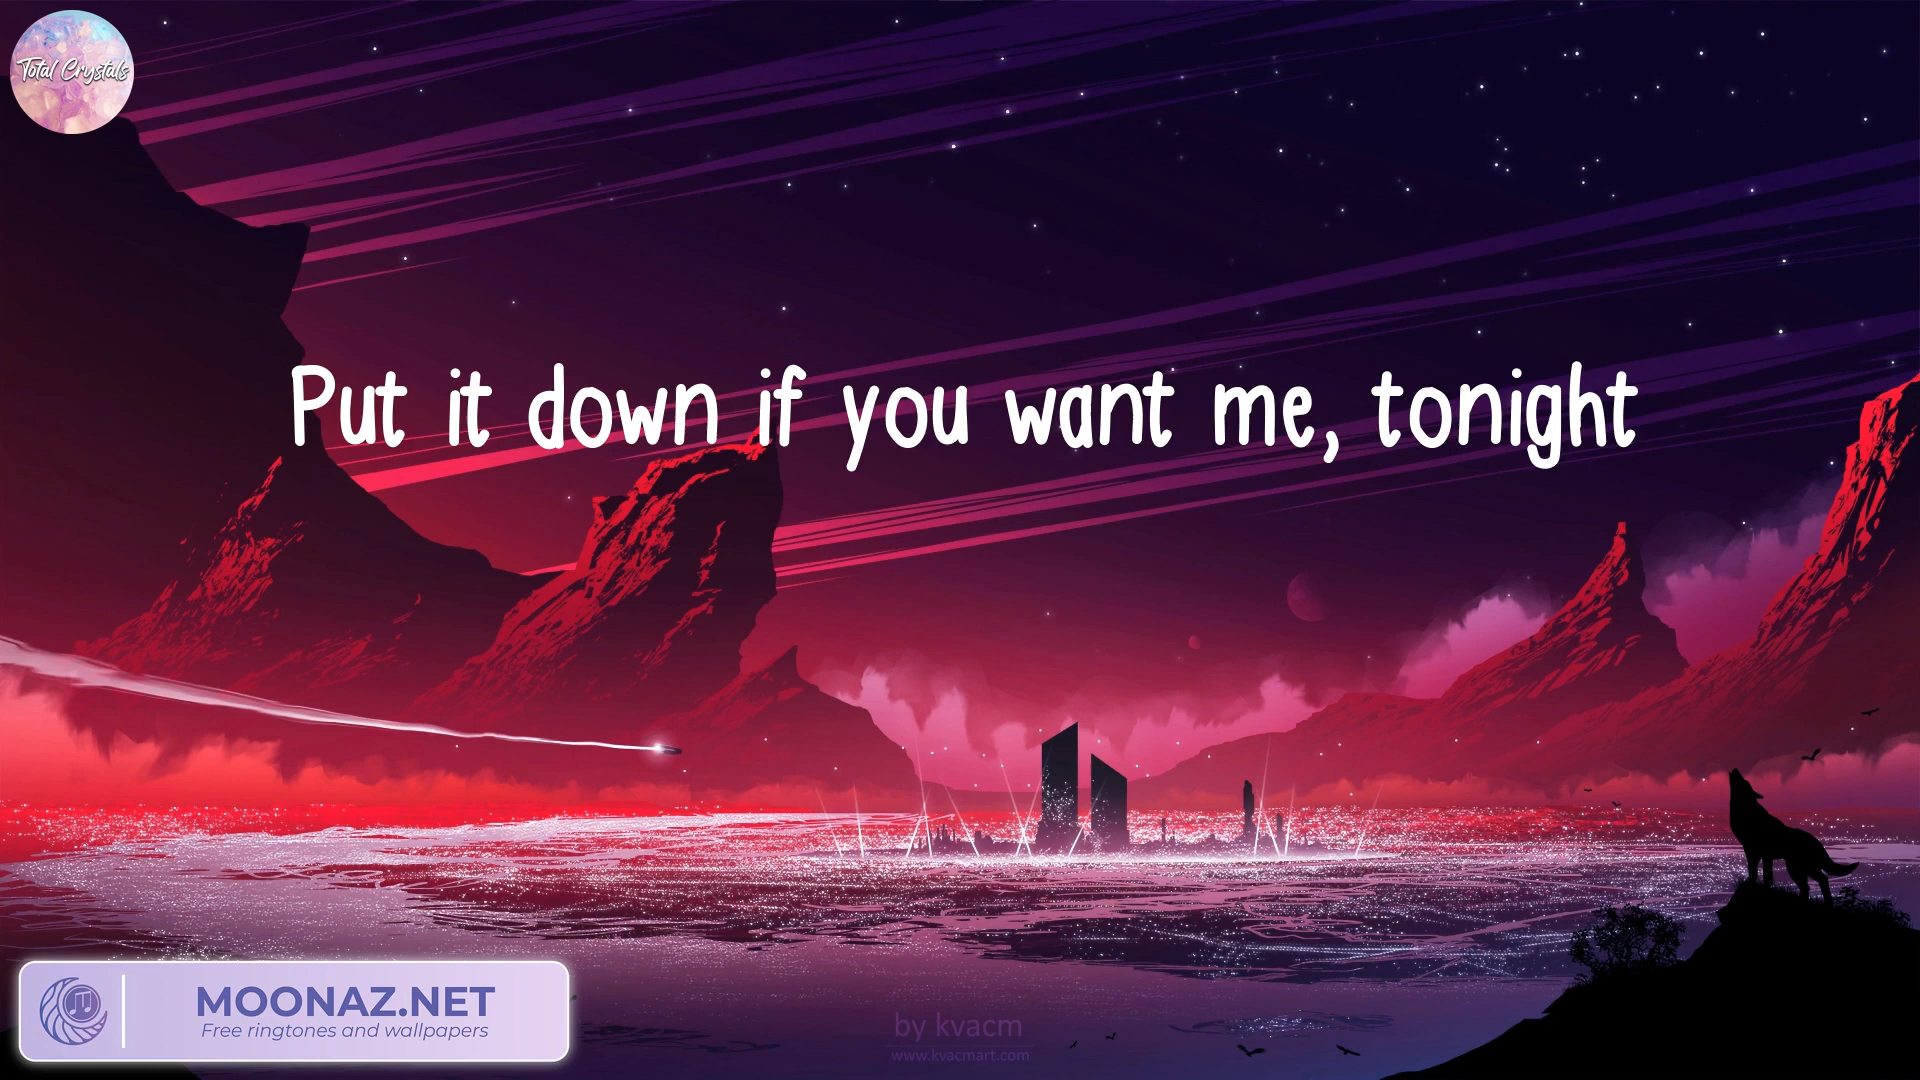 Total Crystals
Put it down if you want me, tonight
MOONAZ.NET
Free ringtones and wallpapers
by kvacm
www.kvacmart.com